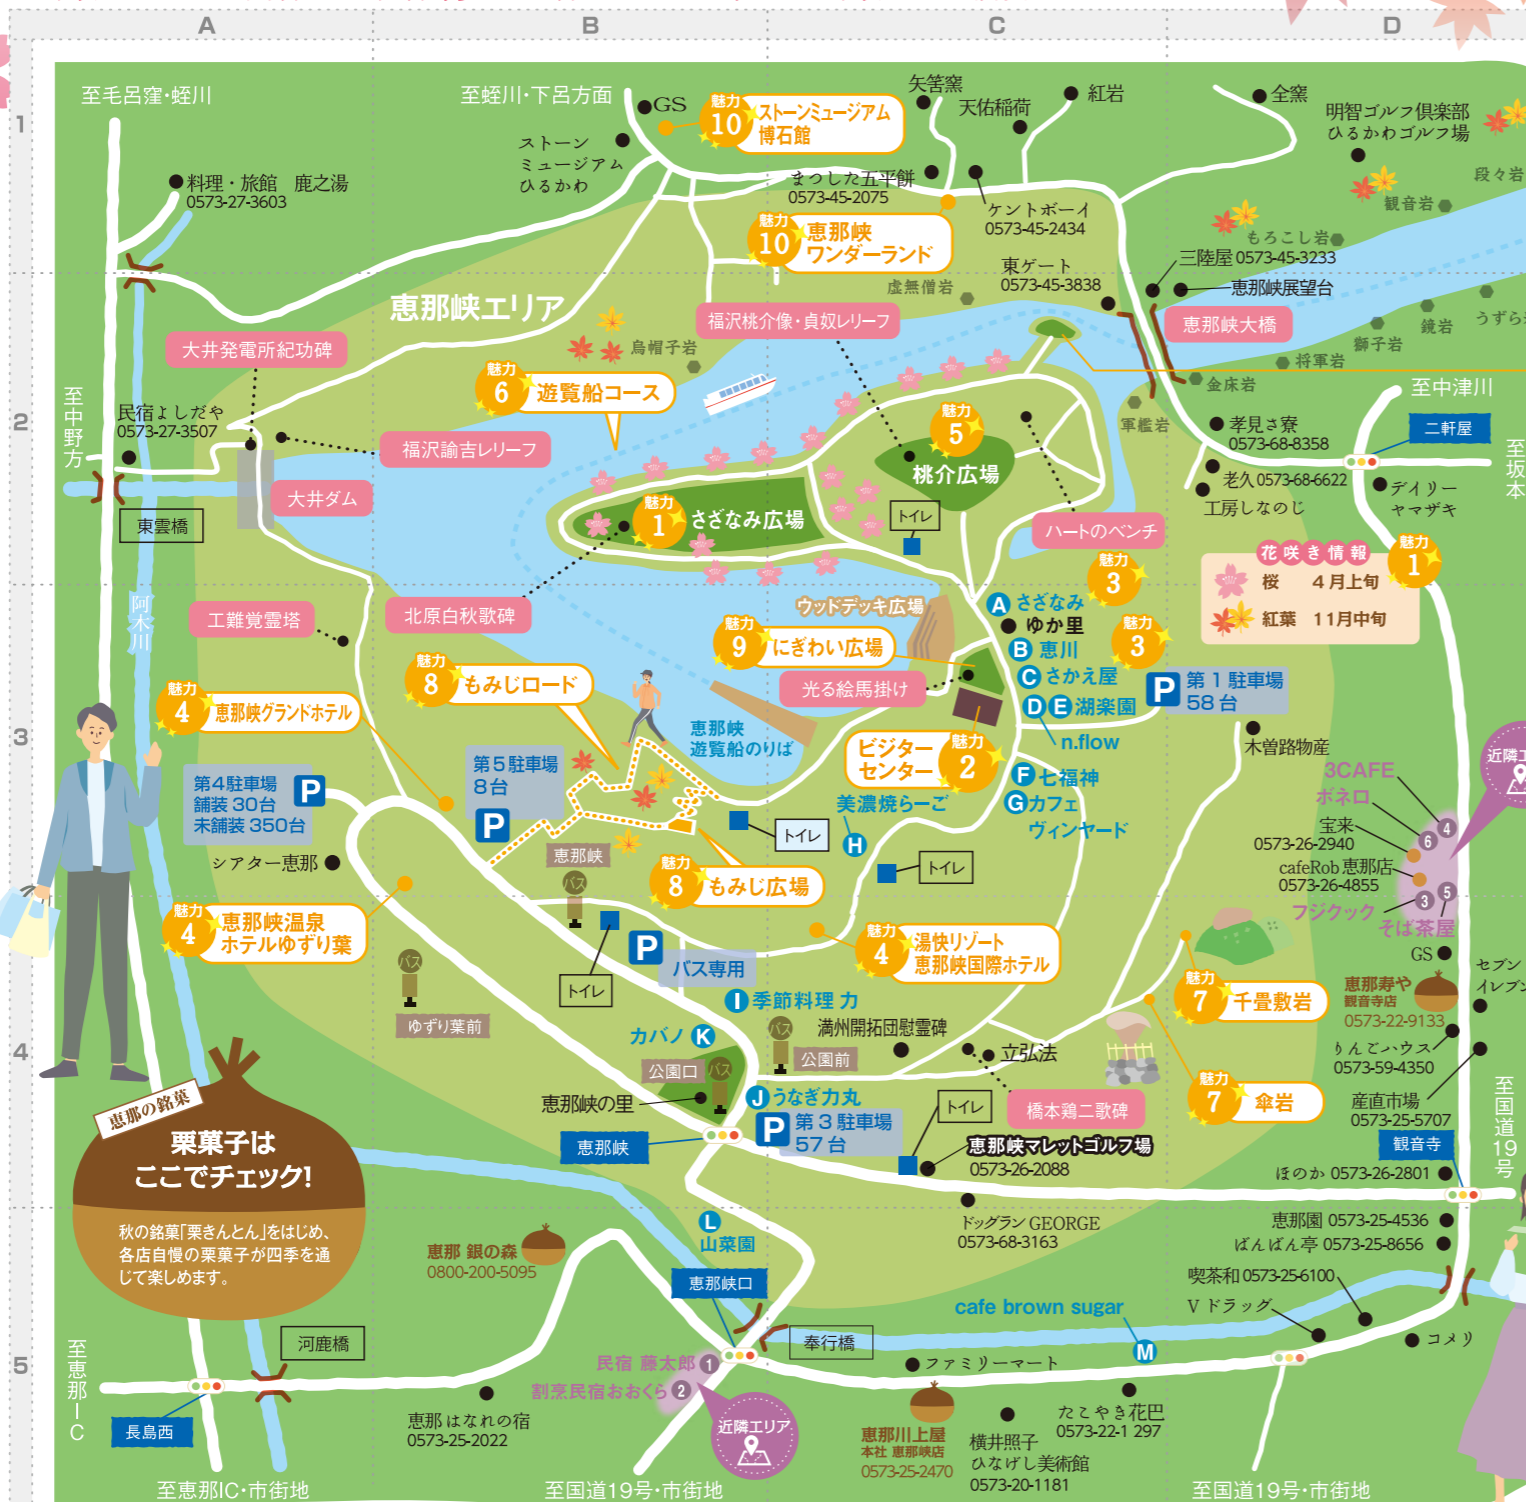 A
B
C
D
1
2
3
4
5
至毛呂窪・蛭川
至蛭川・下呂方面
GS
魅力
10
ストーンミュージアム
博石館
ストーン
ミュージアム
ひるかわ
矢筈窯
天佑稲荷
紅岩
全窯
明智ゴルフ倶楽部
ひるかわゴルフ場
段々岩
観音岩
もろこし岩
料理・旅館 鹿之湯
0573-27-3603
まつした五平餅
0573-45-2075
ケントボーイ
0573-45-2434
魅力
10
恵那峡
ワンダーランド
東ゲート
0573-45-3838
三陸屋 0573-45-3233
恵那峡展望台
虚無僧岩
恵那峡エリア
福沢桃介像・貞奴レリーフ
恵那峡大橋
鏡岩
獅子岩
将軍岩
金床岩
軍艦岩
大井発電所紀功碑
烏帽子岩
魅力
6
遊覧船コース
至中野方
民宿よしだや
0573-27-3507
福沢諭吉レリーフ
大井ダム
東雲橋
魅力
5
桃介広場
魅力
1
さざなみ広場
トイレ
ハートのベンチ
至中津川
孝見さ寮
0573-68-8358
二軒屋
老久0573-68-6622
工房しなのじ
デイリー
ヤマザキ
至坂本
花咲き情報
桜 4月上旬
紅葉 11月中旬
魅力
1
魅力
3
阿木川
工難覚霊塔
北原白秋歌碑
ウッドデッキ広場
A さざなみ
ゆか里
B 恵川
C さかえ屋
D E 湖楽園
n.flow
魅力
3
魅力
9
にぎわい広場
光る絵馬掛け
P 第1駐車場
58台
魅力
8
もみじロード
魅力
4
恵那峡グランドホテル
恵那峡
遊覧船のりば
ビジター
センター
魅力
2
木曽路物産
F 七福神
G カフェ
ヴィンヤード
美濃焼らーご
H
第5駐車場
8台
P
第4駐車場
舗装 30台
未舗装 350台
P
シアター恵那
トイレ
トイレ
恵那峡
バス
魅力
8
もみじ広場
3CAFE
ボネロ
宝来
0573-26-2940
cafeRob 恵那店
0573-26-4855
フジクック
そば茶屋
4
6
3
5
魅力
4
恵那峡温泉
ホテルゆずり葉
バス
ゆずり葉前
トイレ
P
バス専用
魅力
4
湯快リゾート
恵那峡国際ホテル
魅力
7
千畳敷岩
GS
恵那寿や
観音寺店
0573-22-9133
セブン
りんごハウス
0573-59-4350
産直市場
0573-25-5707
観音寺
I 季節料理 力
カバノ K
公園口
バス
恵那峡の里
バス
公園前
満州開拓団慰霊碑
立弘法
橋本鶏二歌碑
魅力
7
傘岩
J うなぎ力丸
P 第3駐車場
57台
恵那峡
トイレ
恵那峡マレットゴルフ場
0573-26-2088
ほのか 0573-26-2801
至国道19号
恵那の銘菓
栗菓子は
ここでチェック!
秋の銘菓「栗きんとん」をはじめ、
各店自慢の栗菓子が四季を通
じて楽しめます。
ドッグラン GEORGE
0573-68-3163
恵那園 0573-25-4536
ばんばん亭 0573-25-8656
喫茶和 0573-25-6100
V ドラッグ
コメリ
L
山菜園
恵那 銀の森
0800-200-5095
恵那峡口
奉行橋
cafe brown sugar
M
河鹿橋
長島西
民宿 藤太郎 1
割烹民宿おおくら 2
近隣エリア
ファミリーマート
恵那川上屋
本社 恵那峡店
0573-25-2470
横井照子
ひなげし美術館
0573-20-1181
たこやき花巴
0573-22-1 297
恵那はなれの宿
0573-25-2022
至恵那IC
至恵那IC・市街地
至国道19号・市街地
至国道19号・市街地